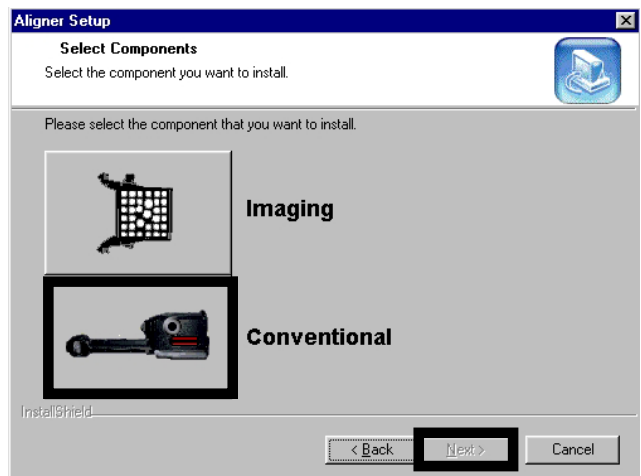 Aligner Setup
Select Components
Select the component you want to install.
Please select the component that you want to install.
Imaging
Conventional
InstallShield
< Back
Next >
Cancel